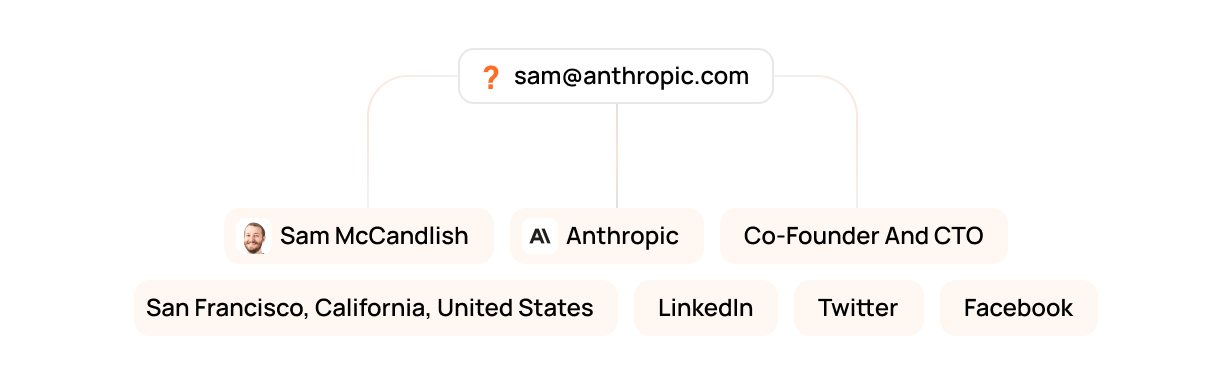 ? sam@anthropic.com
Sam McCandlish Anthropic Co-Founder And CTO
San Francisco, California, United States LinkedIn Twitter Facebook